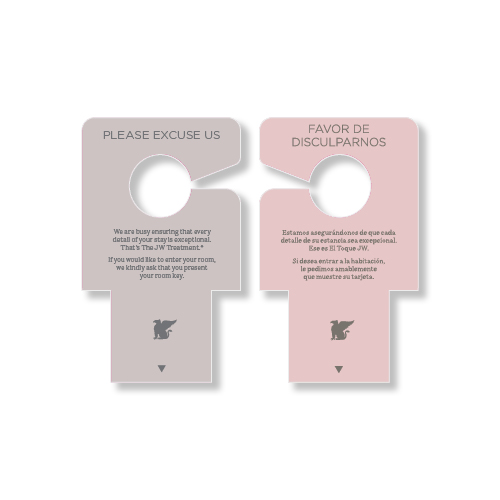 PLEASE EXCUSE US
We are busy ensuring that every
detail of your stay is exceptional.
That's The JW Treatment.®
If you would like to enter your room,
we kindly ask that you present
your room key.
FAVOR DE
DISCULPARNOS
Estamos asegurándonos de que cada
detalle de su estancia sea excepcional.
Ese es El Toque JW.
Si desea entrar a la habitación,
le pedimos amablemente
que muestre su tarjeta.